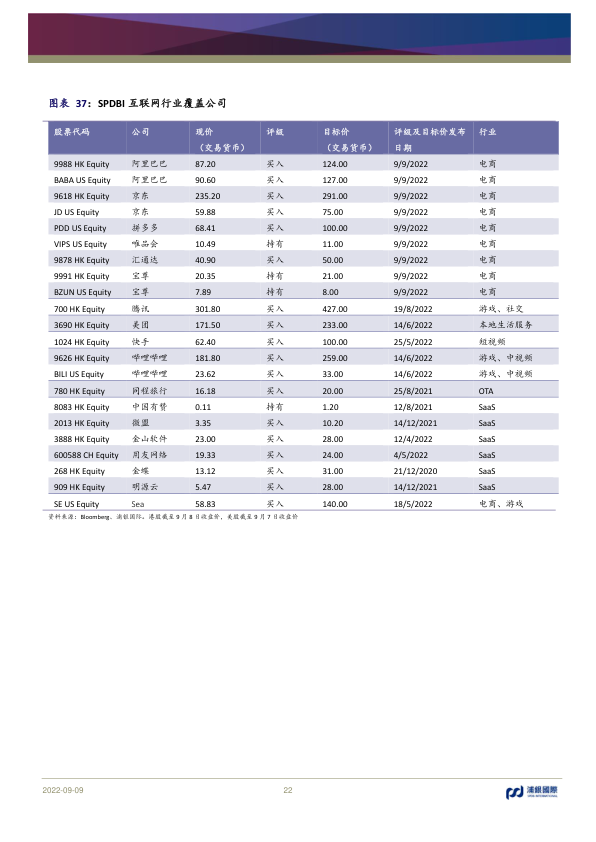 图表 37：SPDBI 互联网行业覆盖公司
股票代码 公司 现价 评级 目标价 评级及目标价发布 行业
（交易货币） （交易货币） 日期
9988 HK Equity 阿里巴巴 87.20 买入 124.00 9/9/2022 电商
BABA US Equity 阿里巴巴 90.60 买入 127.00 9/9/2022 电商
9618 HK Equity 京东 235.20 买入 291.00 9/9/2022 电商
JD US Equity 京东 59.88 买入 75.00 9/9/2022 电商
PDD US Equity 拼多多 68.41 买入 100.00 9/9/2022 电商
VIPS US Equity 唯品会 10.49 持有 11.00 9/9/2022 电商
9878 HK Equity 汇通达 40.90 买入 50.00 9/9/2022 电商
9991 HK Equity 宝尊 20.35 持有 21.00 9/9/2022 电商
BZUN US Equity 宝尊 7.89 持有 8.00 9/9/2022 电商
700 HK Equity 腾讯 301.80 买入 427.00 19/8/2022 游戏、社交
3690 HK Equity 美团 171.50 买入 233.00 14/6/2022 本地生活服务
1024 HK Equity 快手 62.40 买入 100.00 25/5/2022 短视频
9626 HK Equity 哔哩哔哩 181.80 买入 259.00 14/6/2022 游戏、中视频
BILI US Equity 哔哩哔哩 23.62 买入 33.00 14/6/2022 游戏、中视频
780 HK Equity 同程旅行 16.18 买入 20.00 25/8/2021 OTA
8083 HK Equity 中国有赞 0.11 持有 1.20 12/8/2021 SaaS
2013 HK Equity 微盟 3.35 买入 10.20 14/12/2021 SaaS
3888 HK Equity 金山软件 23.00 买入 28.00 12/4/2022 SaaS
600588 CH Equity 用友网络 19.33 买入 24.00 4/5/2022 SaaS
268 HK Equity 金蝶 13.12 买入 31.00 21/12/2020 SaaS
909 HK Equity 明源云 5.47 买入 28.00 14/12/2021 SaaS
SE US Equity Sea 58.83 买入 140.00 18/5/2022 电商、游戏
资料来源：Bloomberg、浦银国际。港股截至 9 月 8 日收盘价，美股截至 9 月 7 日收盘价
2022-09-09 22 浦銀國際
SPDB INTERNATIONAL